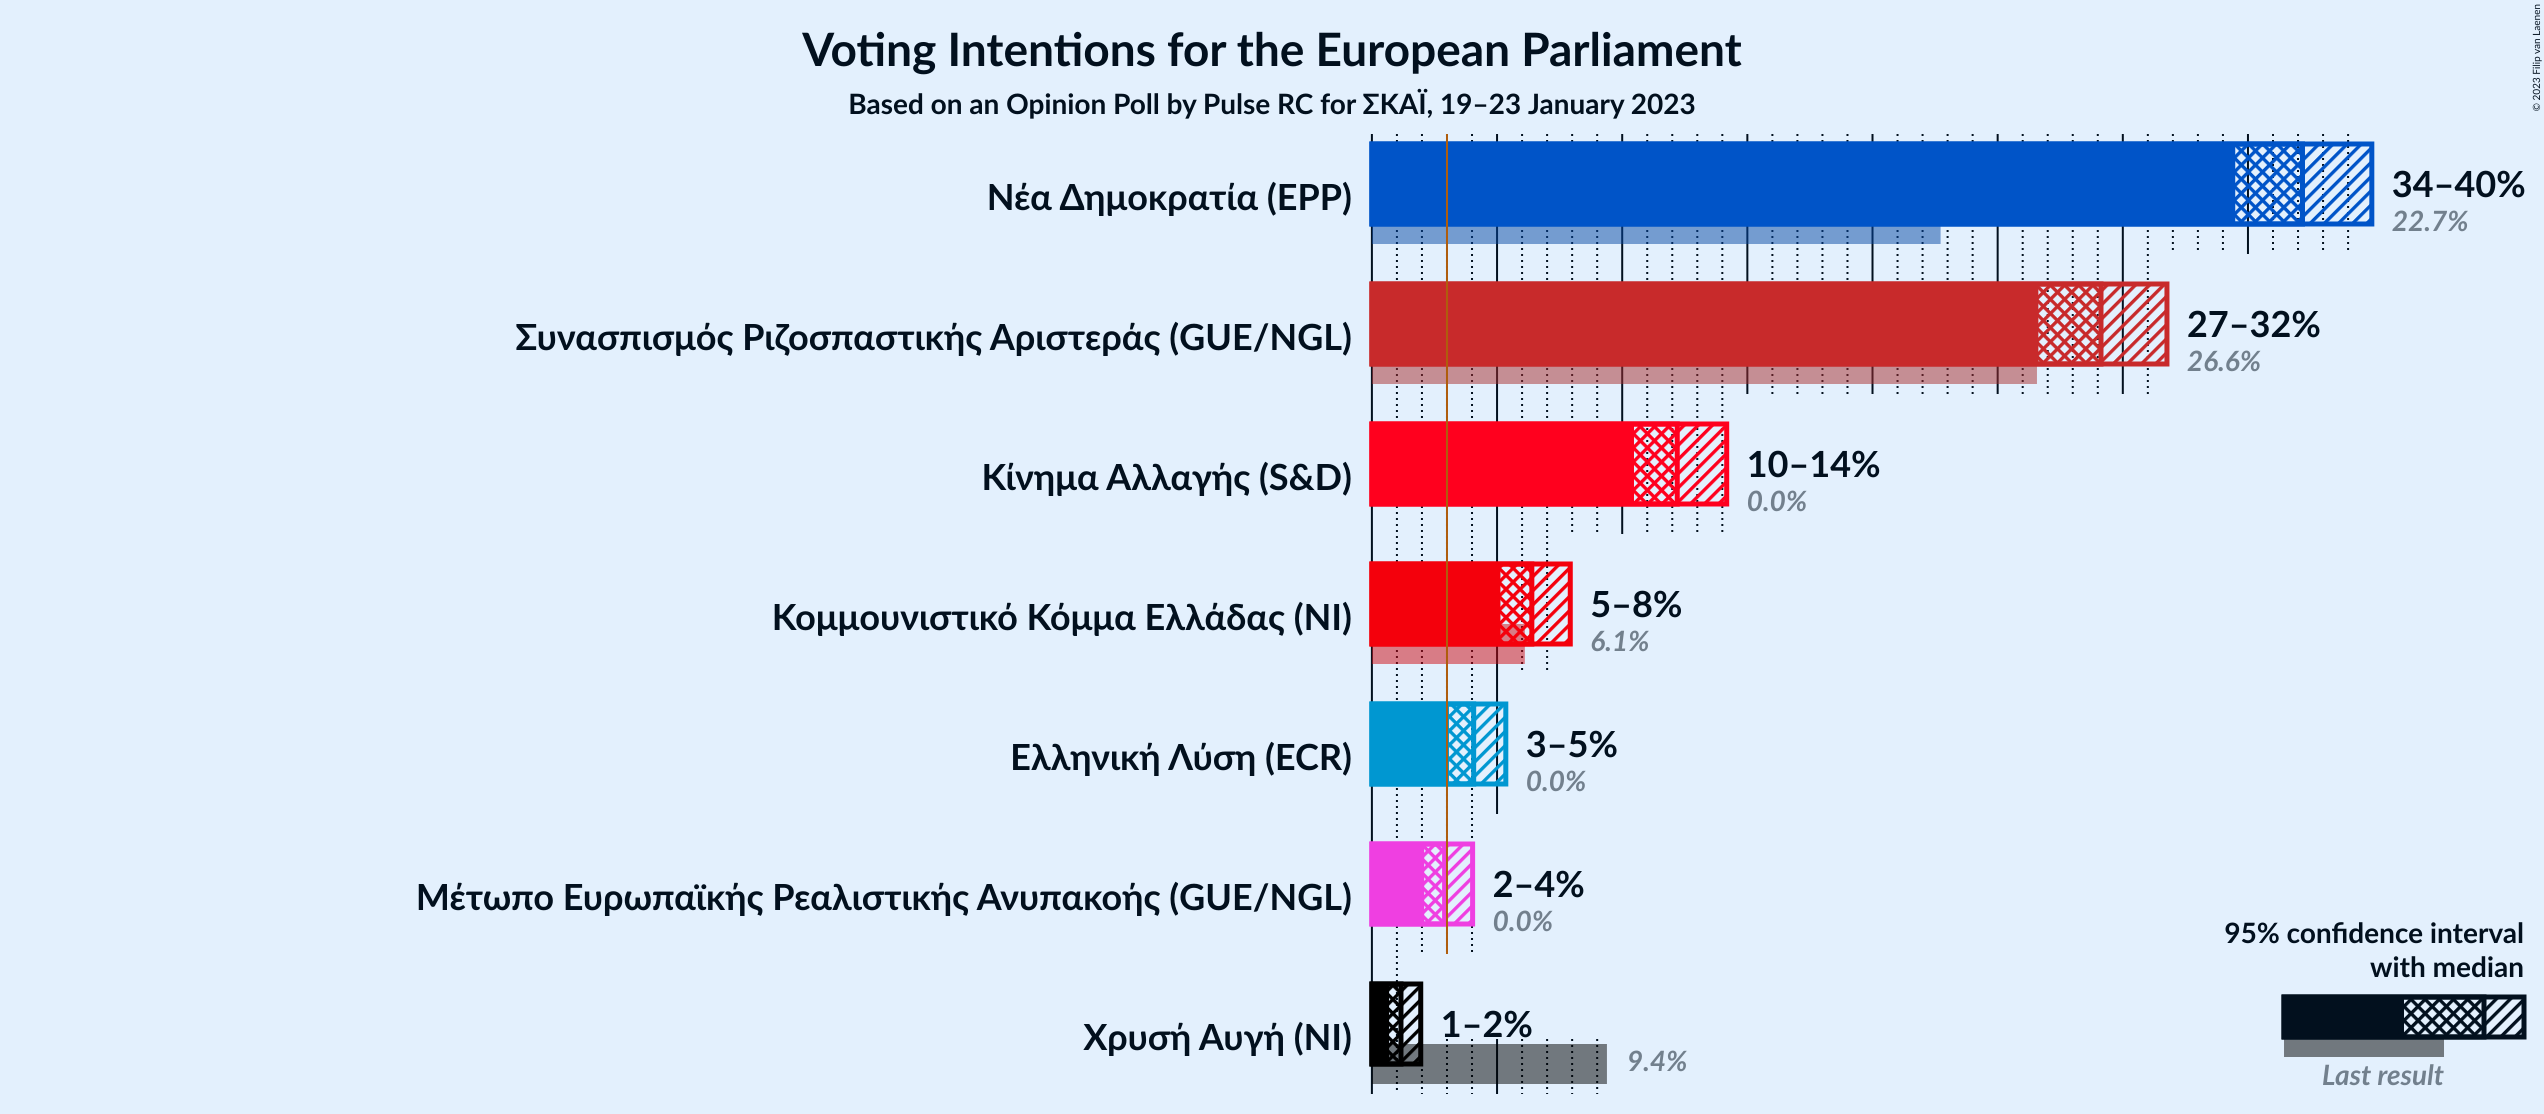 © 2023 Filip van Laenen
Voting Intentions for the European Parliament
Based on an Opinion Poll by Pulse RC for ΣΚΑΪ, 19–23 January 2023
Νέα Δημοκρατία (EPP)
34–40%
22.7%
Συνασπισμός Ριζοσπαστικής Αριστεράς (GUE/NGL)
27–32%
26.6%
Κίνημα Αλλαγής (S&D)
10–14%
0.0%
Κομμουνιστικό Κόμμα Ελλάδας (NI)
5–8%
6.1%
Ελληνική Λύση (ECR)
3–5%
0.0%
Μέτωπο Ευρωπαϊκής Ρεαλιστικής Ανυπακοής (GUE/NGL)
2–4%
0.0%
Χρυσή Αυγή (NI)
1–2%
9.4%
95% confidence interval
with median
Last result